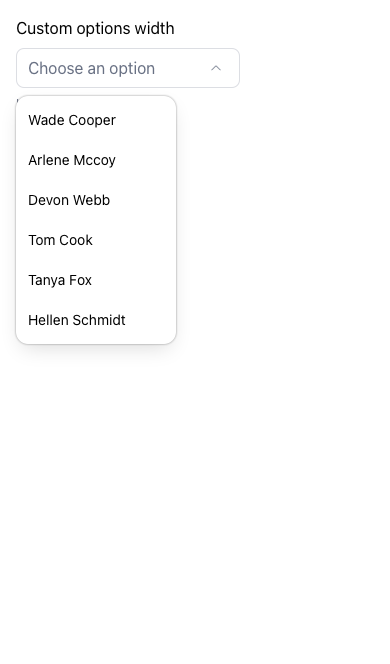 Custom options width
Choose an option
Wade Cooper
Arlene Mccoy
Devon Webb
Tom Cook
Tanya Fox
Hellen Schmidt